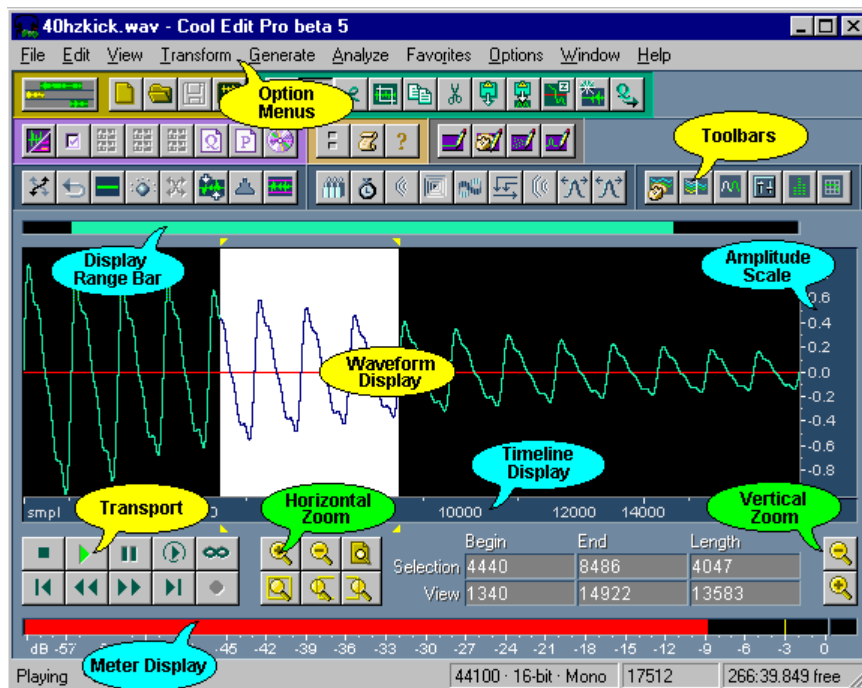 40hzkick.wav - Cool Edit Pro beta 5
File Edit View Transform Generate Analyze Favorites Options Window Help
Option
Menus
Toolbars
Display
Range Bar
Amplitude
Scale
0.6
0.4
0.2
0.0
-0.2
-0.4
-0.6
-0.8
Waveform
Display
Timeline
Display
smpl 10000 12000 14000
Transport
Horizontal
Zoom
Vertical
Zoom
Begin End Length
Selection 4440 8486 4047
View 1340 14922 13583
dB -57 -45 -42 -39 -36 -33 -30 -27 -24 -21 -18 -15 -12 -9 -6 -3 0
Meter Display
Playing 44100 · 16-bit · Mono 17512 266:39.849 free